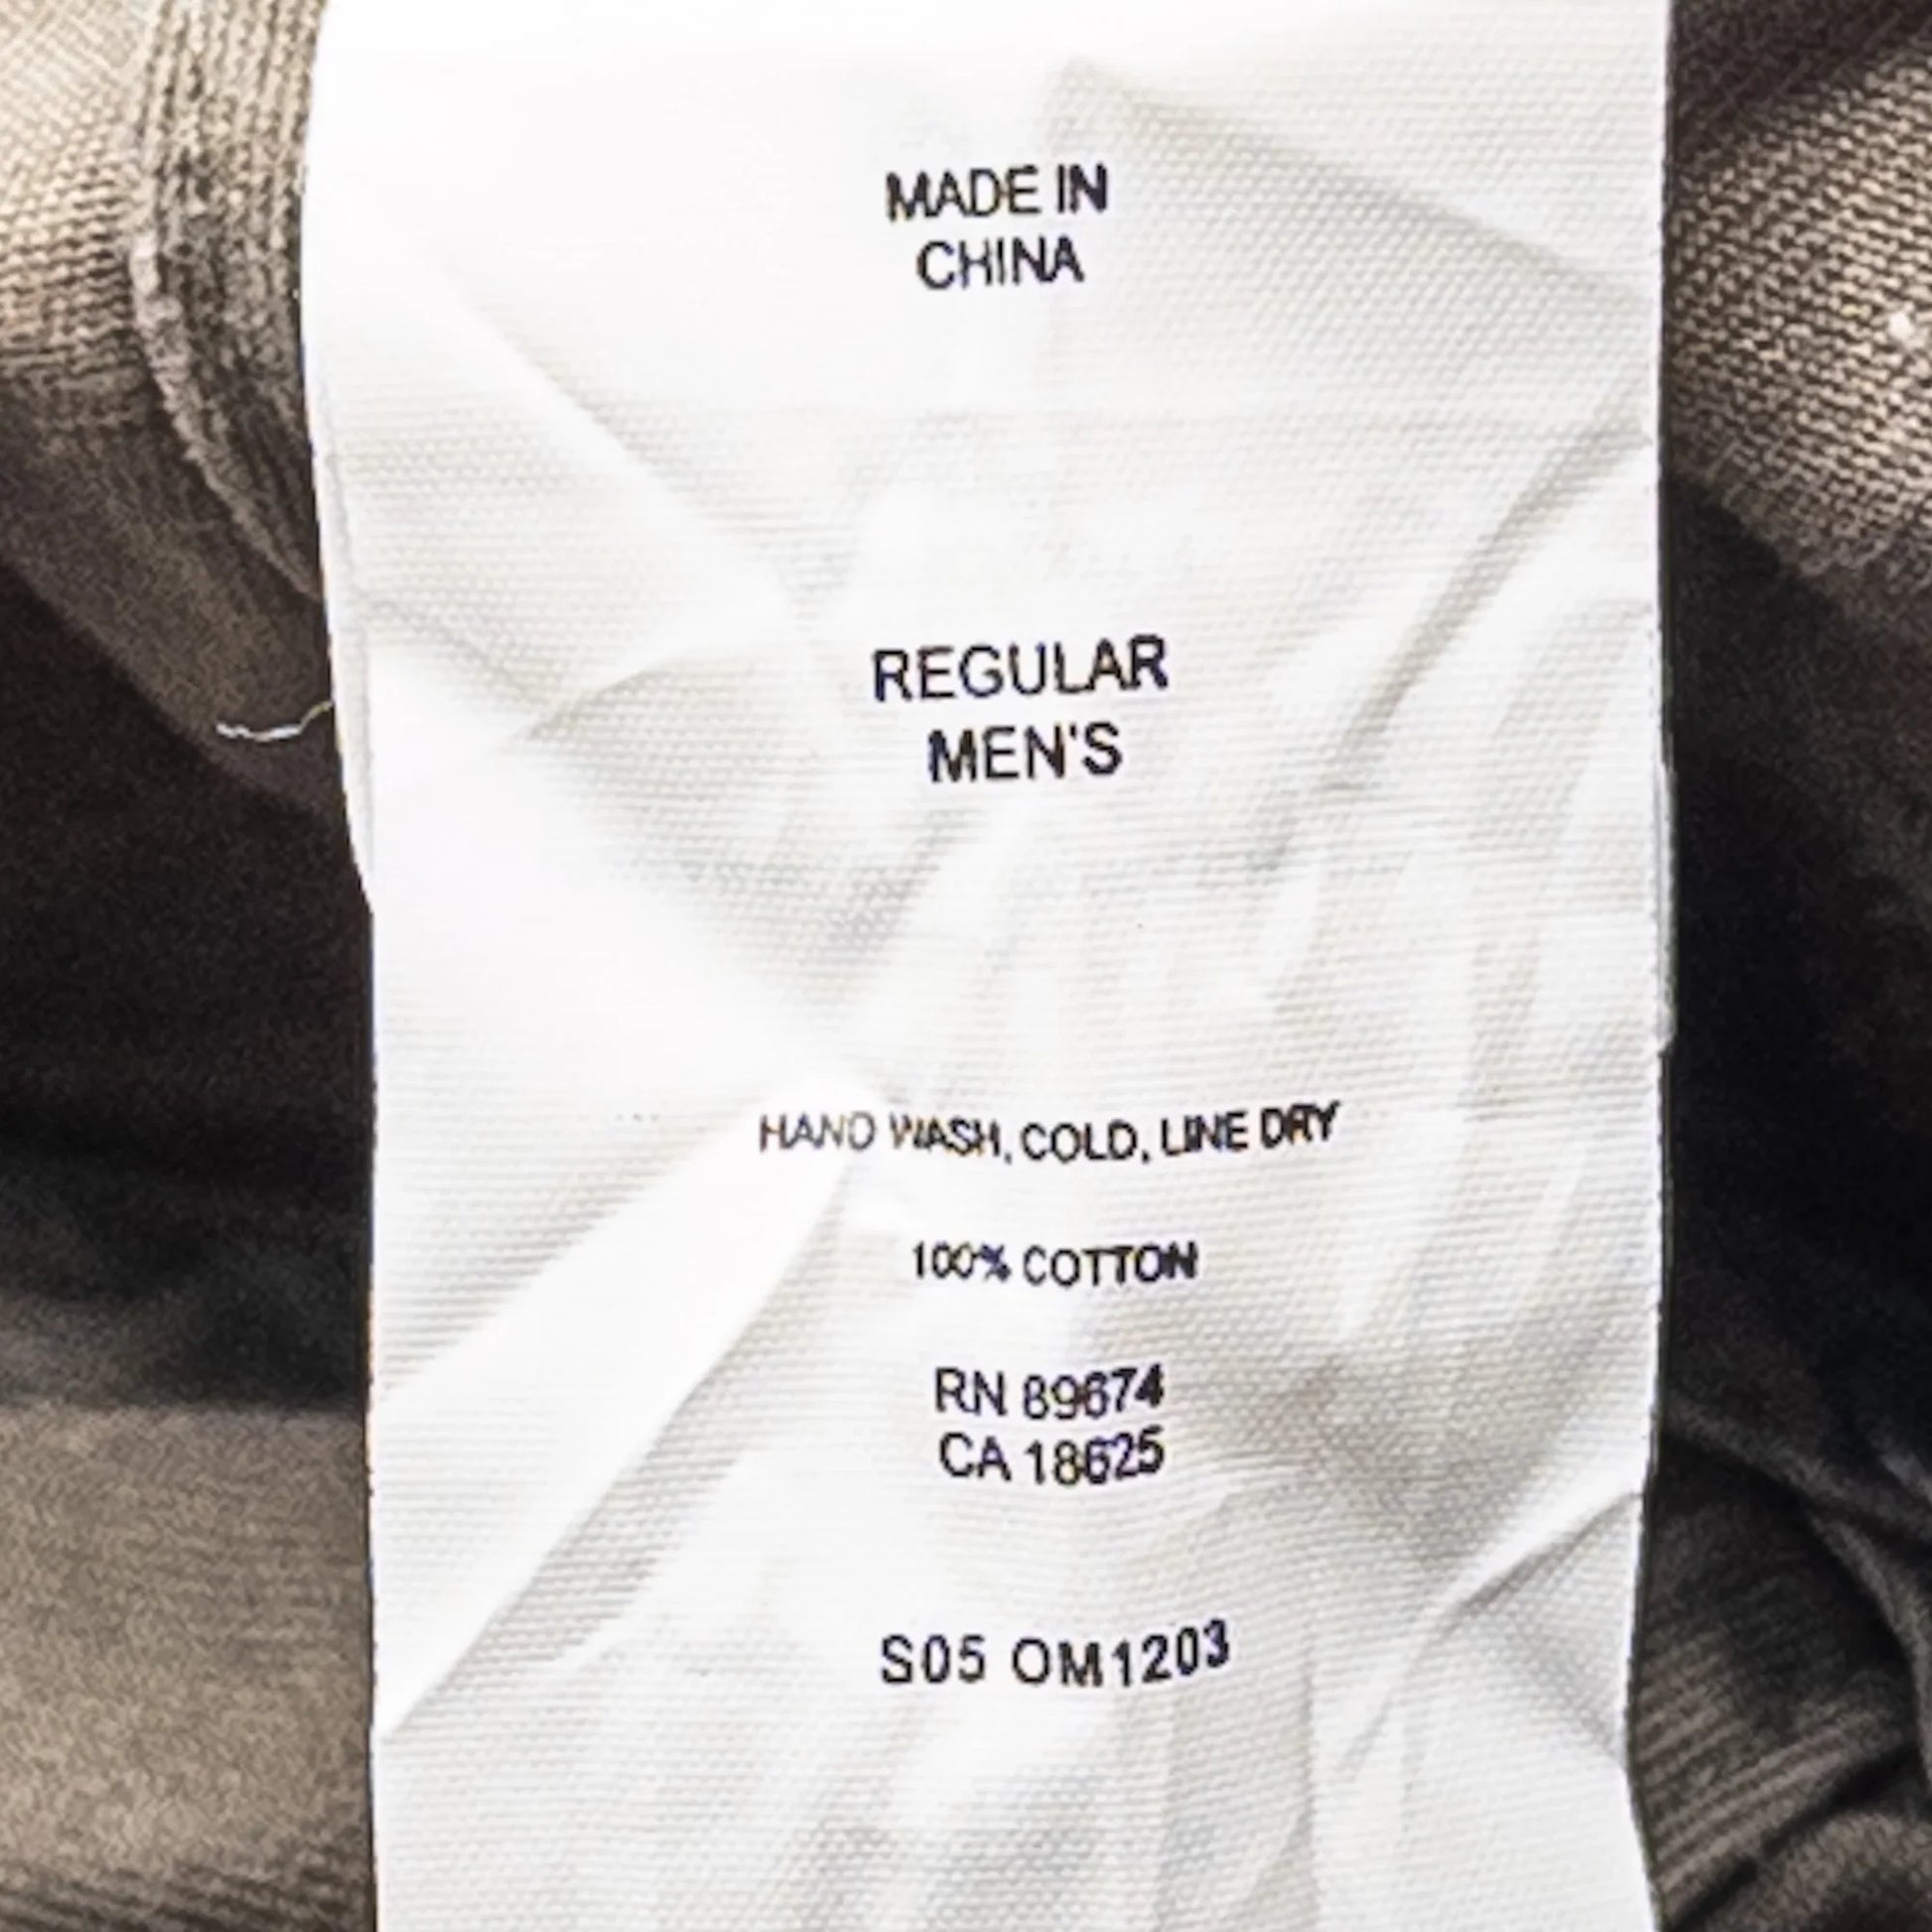 MADE IN
CHINA
REGULAR
MEN'S
HAND WASH, COLD, LINE DRY
100% COTTON
RN 89674
CA 18625
S05 OM1203